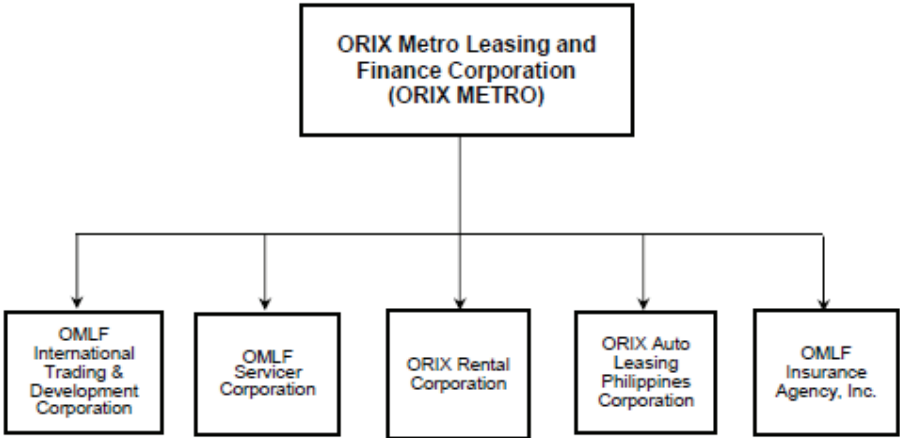 ORIX Metro Leasing and
Finance Corporation
(ORIX METRO)
OMLF
International
Trading &
Development
Corporation
OMLF
Servicer
Corporation
ORIX Rental
Corporation
ORIX Auto
Leasing
Philippines
Corporation
OMLF
Insurance
Agency, Inc.